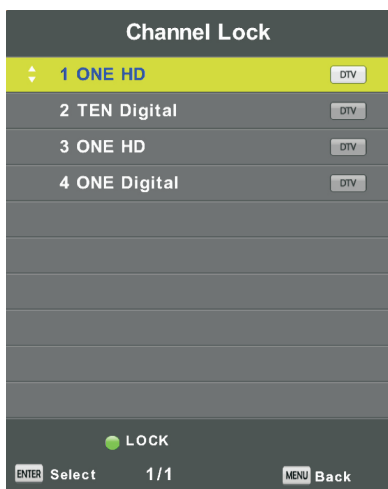 Channel Lock
1 ONE HD DTV
2 TEN Digital DTV
3 ONE HD DTV
4 ONE Digital DTV
LOCK
ENTER Select 1/1 MENU Back